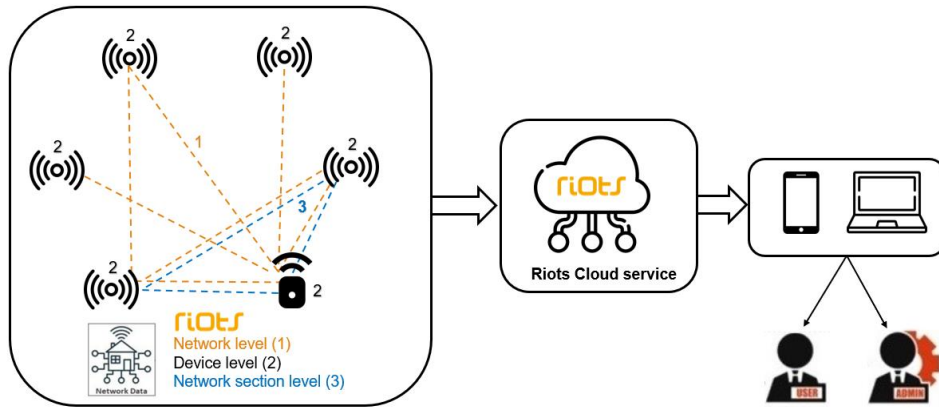 2
2
1
2
2
3
2
2
riots
Network level (1)
Device level (2)
Network section level (3)
Network Data
riots
Riots Cloud service
USER
ADMIN